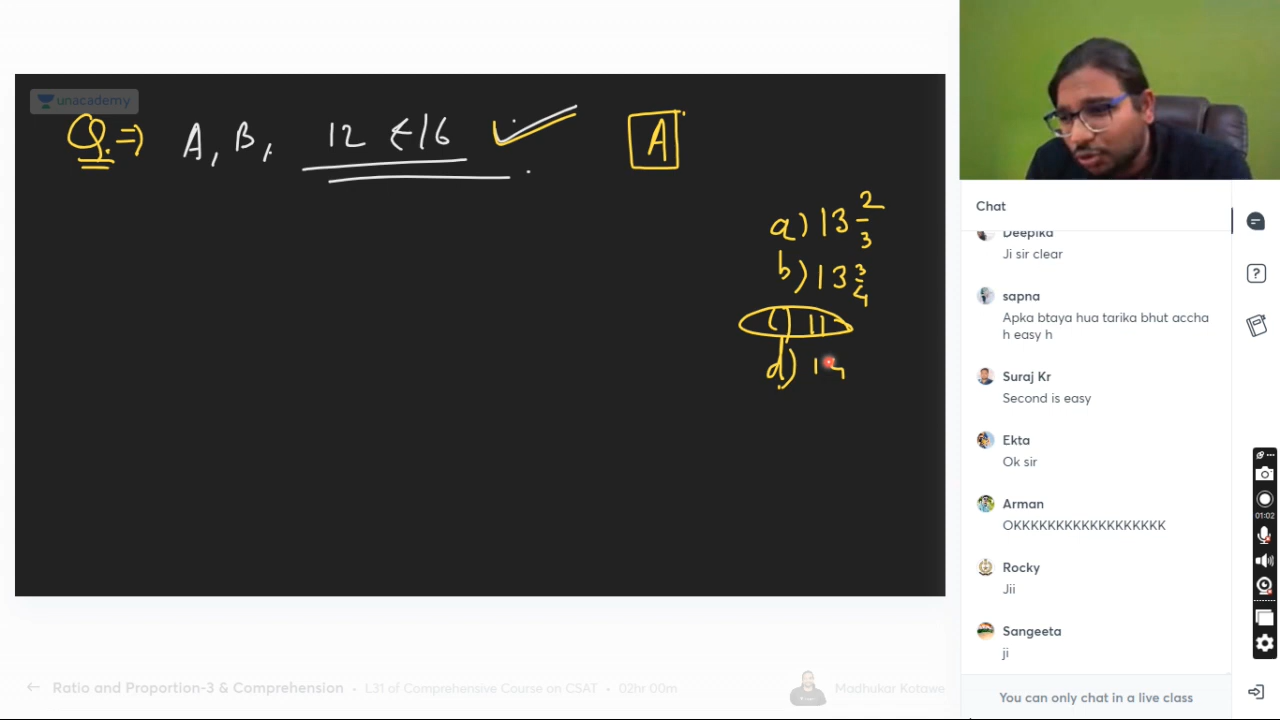 unacademy
Q. ⇒ A, B, 12 & 16 A
a) 13 2/3
b) 13 3/4
c) 11
d) 14
Chat
Deepika
Ji sir clear
sapna
Apka btaya hua tarika bhut accha
h easy h
Suraj Kr
Second is easy
Ekta
Ok sir
Arman
OKKKKKKKKKKKKKKKKKK
Rocky
Jii
Sangeeta
ji
01:02
Ratio and Proportion-3 & Comprehension • L31 of Comprehensive Course on CSAT • 02hr 00m Madhukar Kotawe
You can only chat in a live class